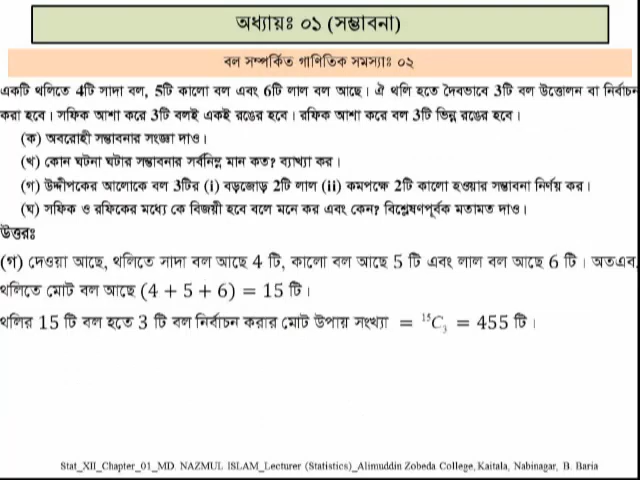 অধ্যায়ঃ ০১ (সম্ভাবনা)
বল সম্পর্কিত গাণিতিক সমস্যাঃ ০২
একটি থলিতে 4টি সাদা বল, 5টি কালো বল এবং 6টি লাল বল আছে। ঐ থলি হতে দৈবভাবে 3টি বল উত্তোলন বা নির্বাচন
করা হবে। সফিক আশা করে 3টি বলই একই রঙের হবে। রফিক আশা করে বল 3টি ভিন্ন রঙের হবে।
(ক) অবরোহী সম্ভাবনার সংজ্ঞা দাও।
(খ) কোন ঘটনা ঘটার সম্ভাবনার সর্বনিম্ন মান কত? ব্যাখ্যা কর।
(গ) উদ্দীপকের আলোকে বল 3টির (i) বড়জোড় 2টি লাল (ii) কমপক্ষে 2টি কালো হওয়ার সম্ভাবনা নির্ণয় কর।
(ঘ) সফিক ও রফিকের মধ্যে কে বিজয়ী হবে বলে মনে কর এবং কেন? বিশ্লেষণপূর্বক মতামত দাও।
উত্তরঃ
(গ) দেওয়া আছে, থলিতে সাদা বল আছে 4 টি, কালো বল আছে 5 টি এবং লাল বল আছে 6 টি। অতএব,
থলিতে মোট বল আছে (4 + 5 + 6) = 15 টি।
থলির 15 টি বল হতে 3 টি বল নির্বাচন করার মোট উপায় সংখ্যা = ¹⁵C₃ = 455 টি।
Stat_XII_Chapter_01_MD. NAZMUL ISLAM_Lecturer (Statistics)_Alimuddin Zobeda College, Kaitala, Nabinagar, B. Baria